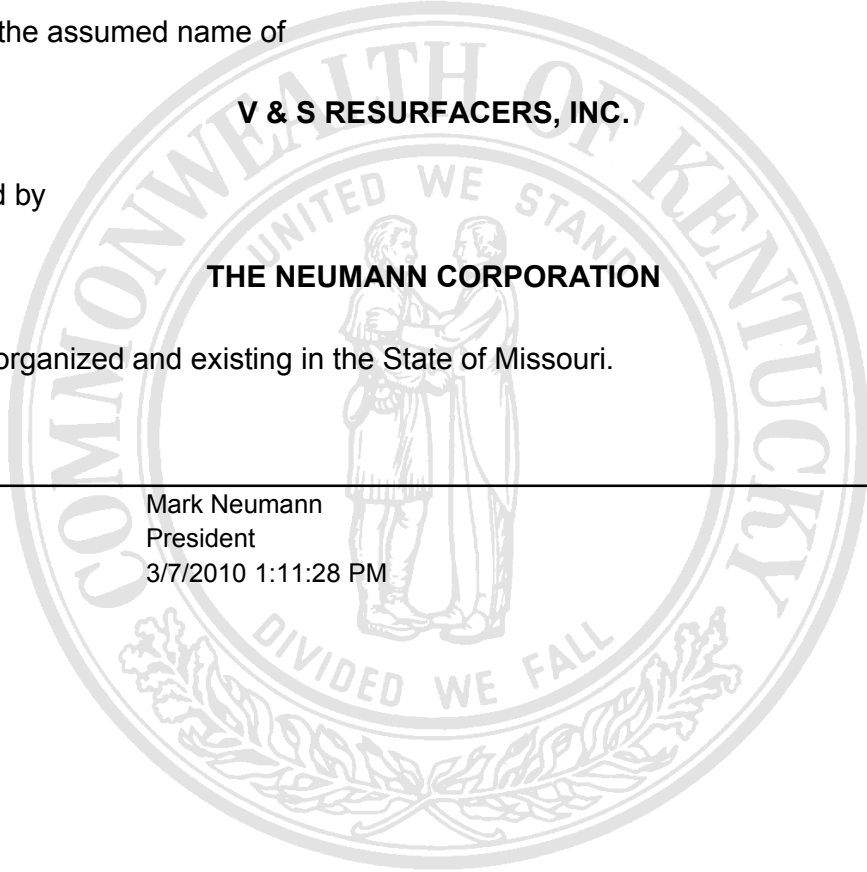 the assumed name of
V & S RESURFACERS, INC.
d by
THE NEUMANN CORPORATION
organized and existing in the State of Missouri.
Mark Neumann
President
3/7/2010 1:11:28 PM
COMMONWEALTH OF KENTUCKY
UNITED WE STAND
DIVIDED WE FALL